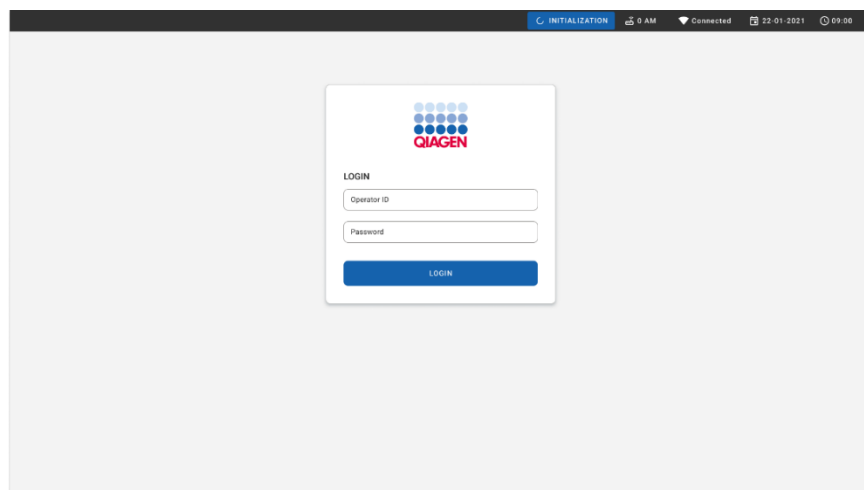 INITIALIZATION 0 AM Connected 22-01-2021 09:00
QIAGEN
LOGIN
Operator ID
Password
LOGIN